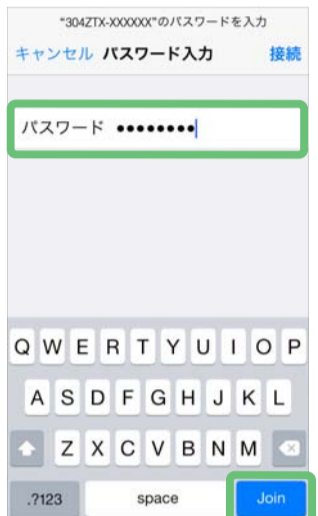 "304ZTX-XXXXXX"のパスワードを入力
キャンセル パスワード入力 接続
パスワード ●●●●●●●●
Q W E R T Y U I O P
A S D F G H J K L
Z X C V B N M
.?123 space Join